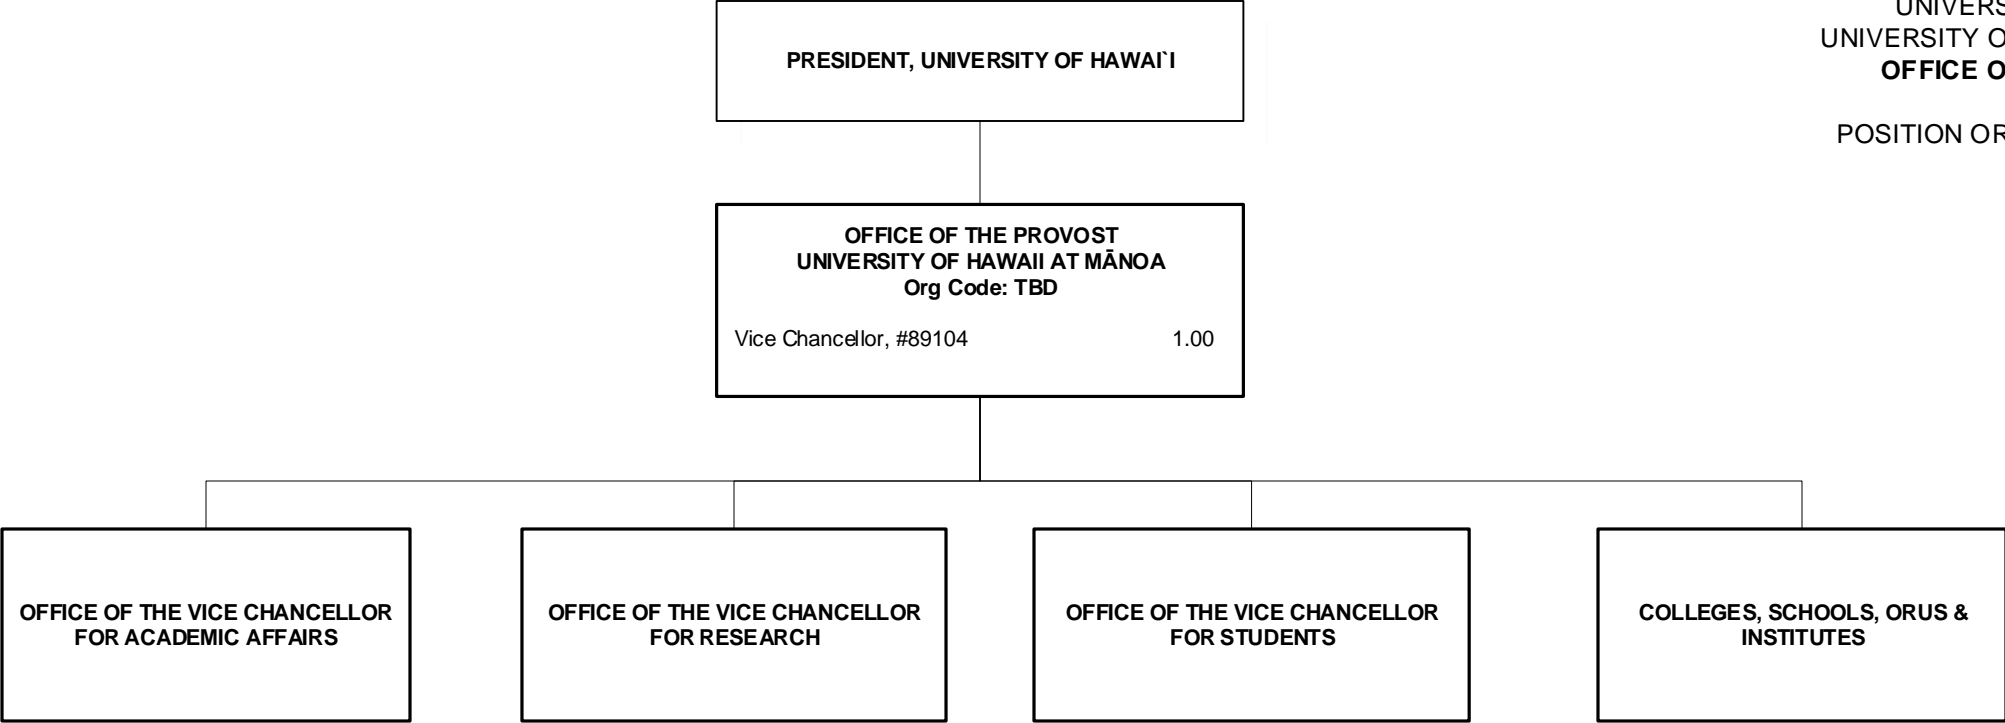 UNIVERSITY O
OFFICE O
POSITION OR
PRESIDENT, UNIVERSITY OF HAWAI`I
OFFICE OF THE PROVOST
UNIVERSITY OF HAWAII AT MĀNOA
Org Code: TBD
Vice Chancellor, #89104 1.00
OFFICE OF THE VICE CHANCELLOR
FOR ACADEMIC AFFAIRS
OFFICE OF THE VICE CHANCELLOR
FOR RESEARCH
OFFICE OF THE VICE CHANCELLOR
FOR STUDENTS
COLLEGES, SCHOOLS, ORUS &
INSTITUTES